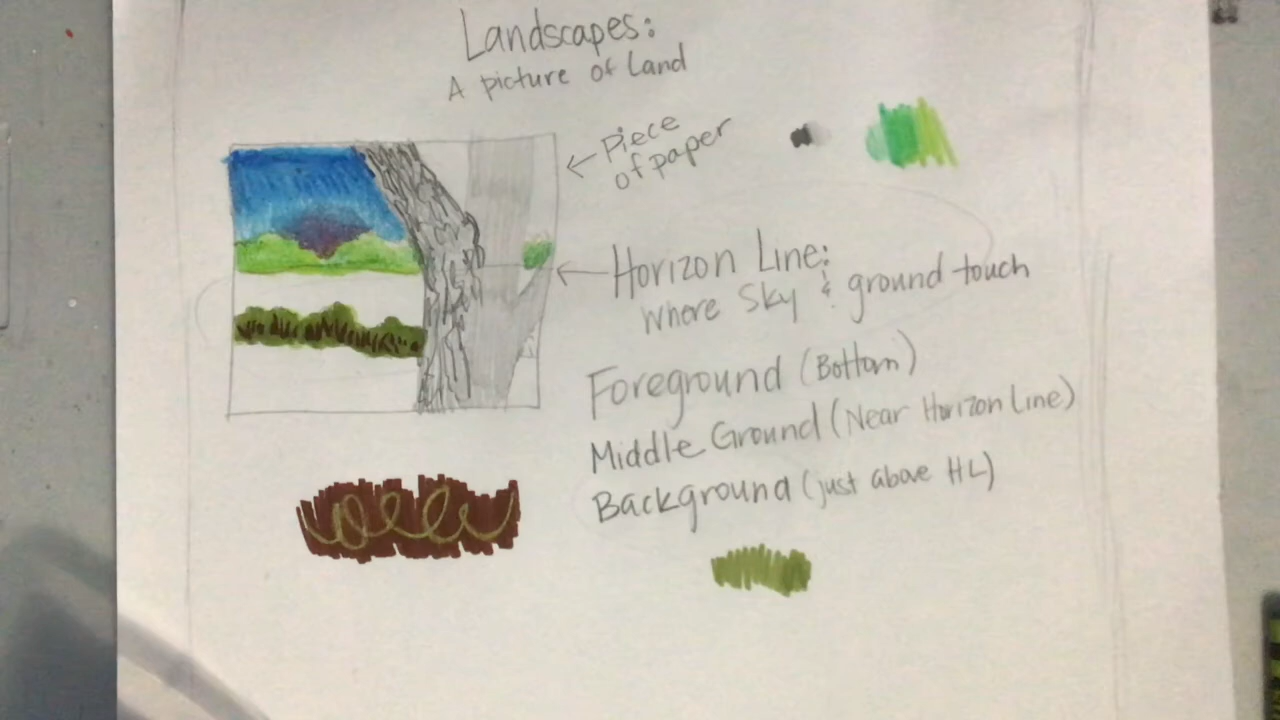 Landscapes:
A picture of Land
Piece
of paper
Horizon Line:
where Sky & ground touch
Foreground (Bottom)
Middle Ground (Near Horizon Line)
Background (just above HL)